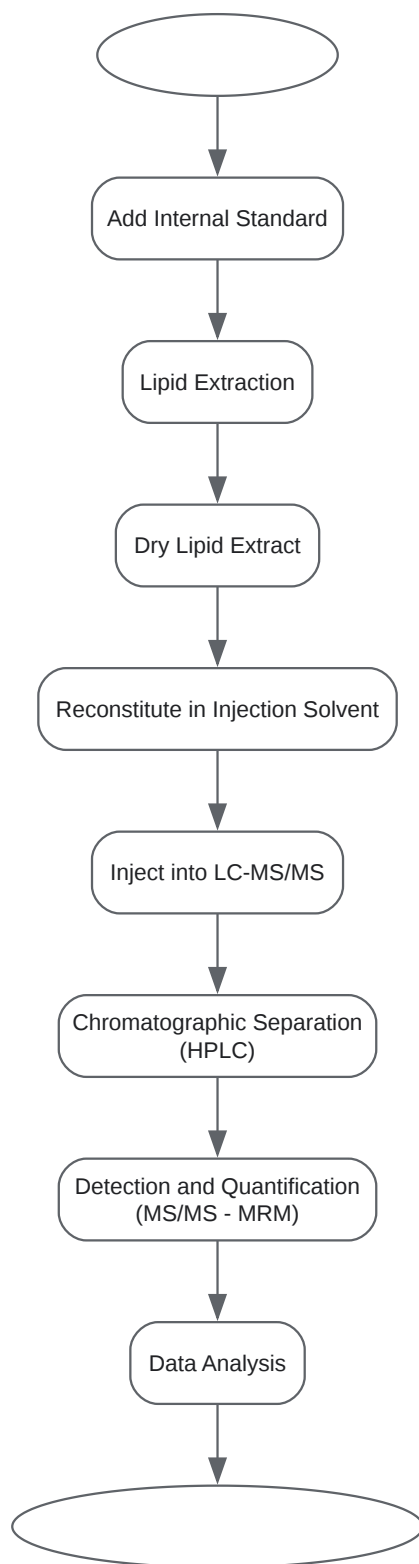 Add Internal Standard
Lipid Extraction
Dry Lipid Extract
Reconstitute in Injection Solvent
Inject into LC-MS/MS
Chromatographic Separation
(HPLC)
Detection and Quantification
(MS/MS - MRM)
Data Analysis